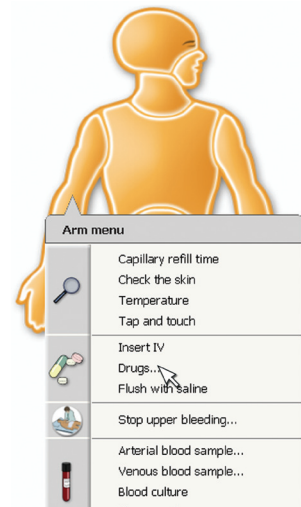 Arm menu
Capillary refill time
Check the skin
Temperature
Tap and touch
Insert IV
Drugs...
Flush with saline
Stop upper bleeding...
Arterial blood sample...
Venous blood sample...
Blood culture